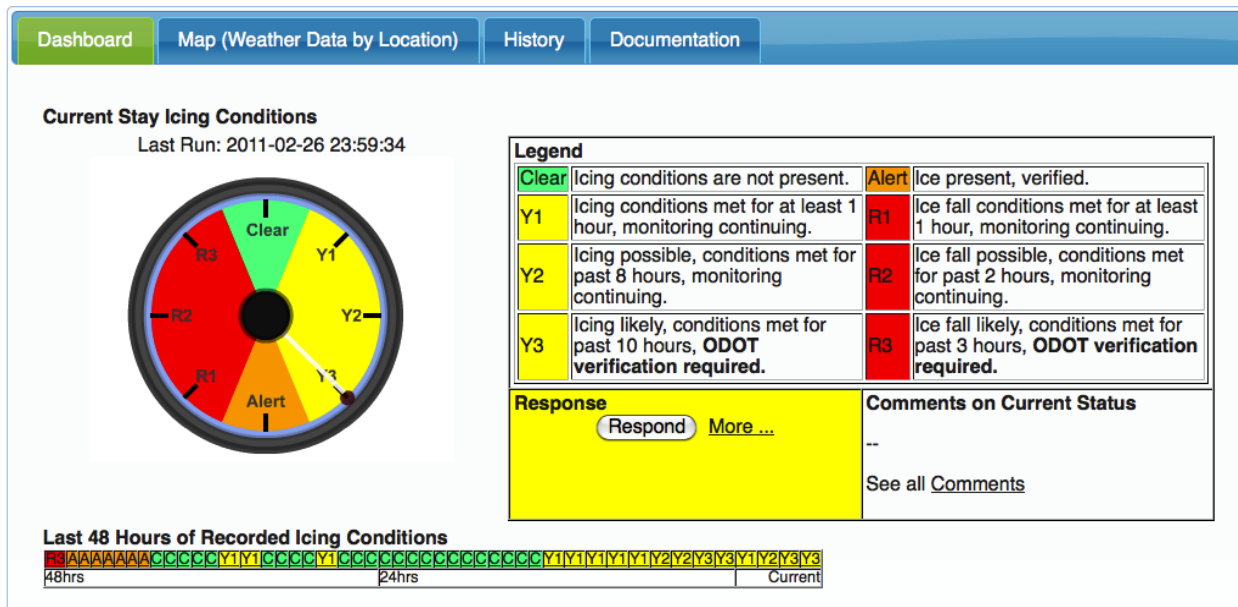 Dashboard
Map (Weather Data by Location)
History
Documentation
Current Stay Icing Conditions
Last Run: 2011-02-26 23:59:34
Clear
Y1
Y2
Y3
Alert
R1
R2
R3
Legend
Clear Icing conditions are not present.
Alert Ice present, verified.
Y1 Icing conditions met for at least 1
hour, monitoring continuing.
R1 Ice fall conditions met for at least
1 hour, monitoring continuing.
Y2 Icing possible, conditions met for
past 8 hours, monitoring
continuing.
R2 Ice fall possible, conditions met
for past 2 hours, monitoring
continuing.
Y3 Icing likely, conditions met for
past 10 hours, ODOT
verification required.
R3 Ice fall likely, conditions met for
past 3 hours, ODOT verification
required.
Response
Respond More ...
Comments on Current Status
--
See all Comments
Last 48 Hours of Recorded Icing Conditions
R3 A A A A A A A C C C C C Y1 Y1 C C C C Y1 C C C C C C C C C C C C C C C Y1 Y1 Y1 Y1 Y1 Y2 Y2 Y3 Y3 Y1 Y2 Y3 Y3
48hrs 24hrs Current